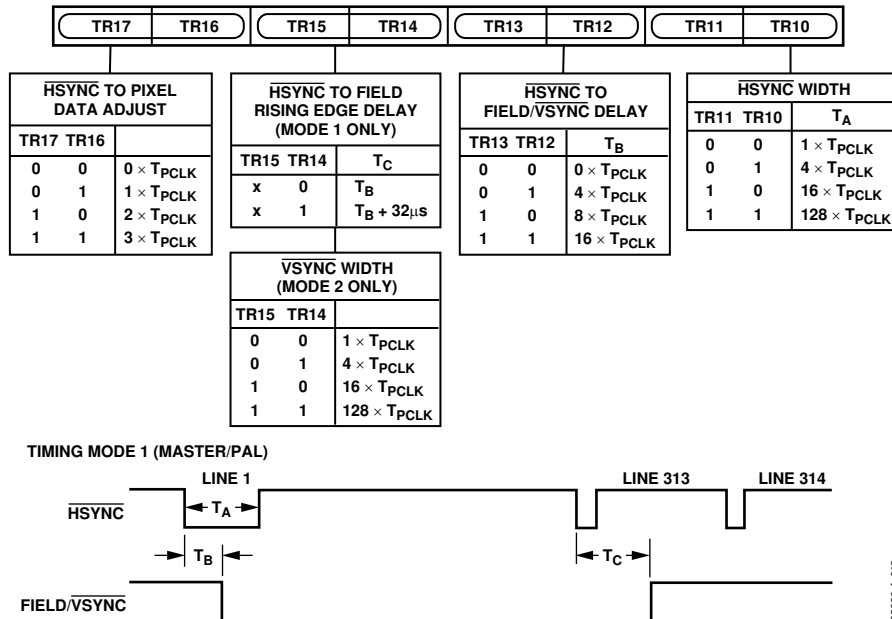 TR17 TR16 TR15 TR14 TR13 TR12 TR11 TR10
HSYNC TO PIXEL
DATA ADJUST
TR17 TR16
0 0 0 × TPCLK
0 1 1 × TPCLK
1 0 2 × TPCLK
1 1 3 × TPCLK
HSYNC TO FIELD
RISING EDGE DELAY
(MODE 1 ONLY)
TR15 TR14 TC
x 0 TB
x 1 TB + 32μs
VSYNC WIDTH
(MODE 2 ONLY)
TR15 TR14
0 0 1 × TPCLK
0 1 4 × TPCLK
1 0 16 × TPCLK
1 1 128 × TPCLK
HSYNC TO
FIELD/VSYNC DELAY
TR13 TR12 TB
0 0 0 × TPCLK
0 1 4 × TPCLK
1 0 8 × TPCLK
1 1 16 × TPCLK
HSYNC WIDTH
TR11 TR10 TA
0 0 1 × TPCLK
0 1 4 × TPCLK
1 0 16 × TPCLK
1 1 128 × TPCLK
TIMING MODE 1 (MASTER/PAL)
LINE 1 LINE 313 LINE 314
HSYNC TA
TB TC
FIELD/VSYNC